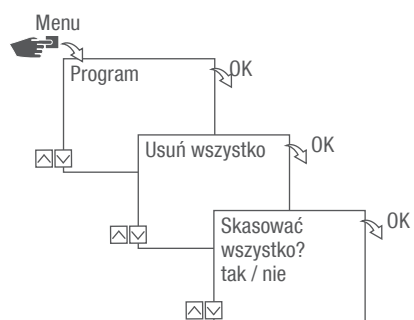 Menu
Program
OK
Usuń wszystko
OK
Skasować
wszystko?
tak / nie
OK